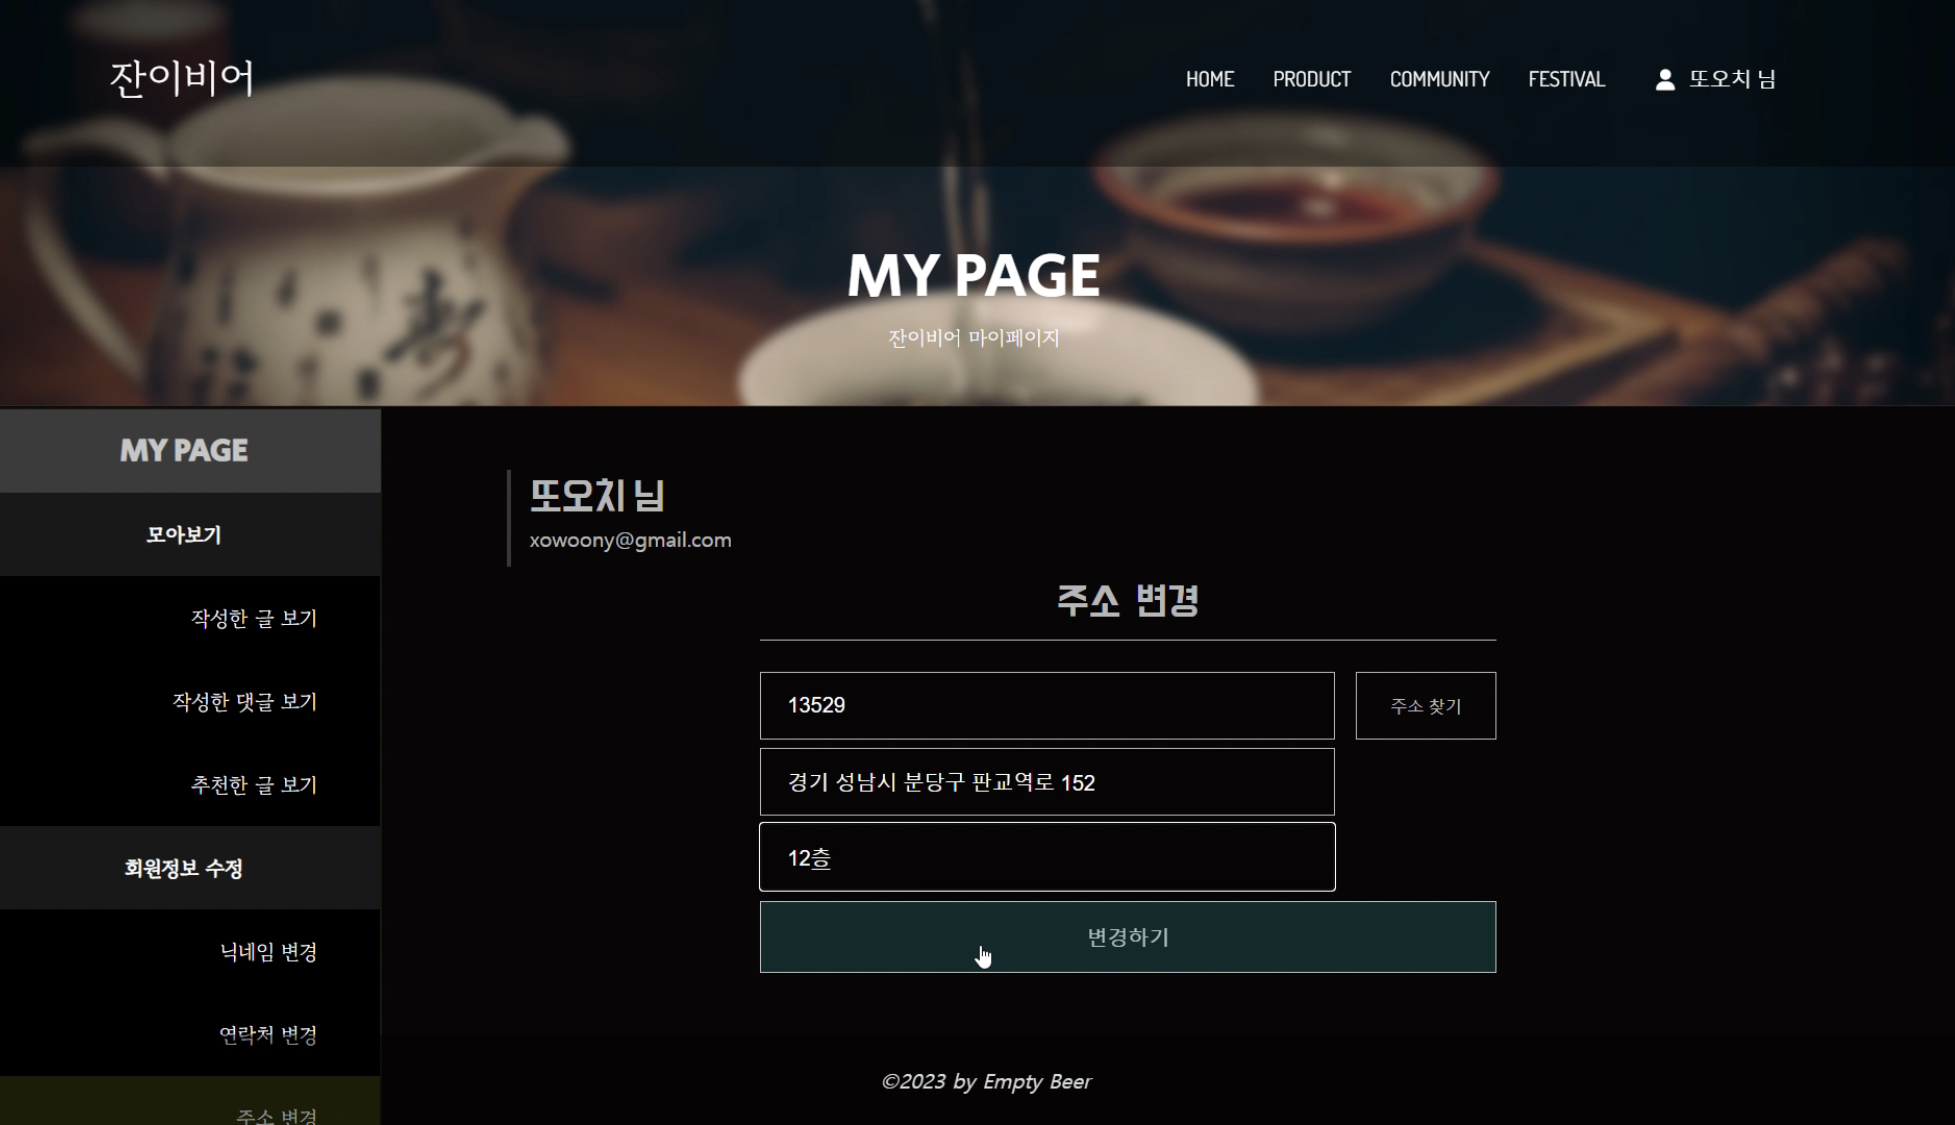 잔이비어
HOME
PRODUCT
COMMUNITY
FESTIVAL
또오치 님
MY PAGE
잔이비어 마이페이지
MY PAGE
모아보기
작성한 글 보기
작성한 댓글 보기
추천한 글 보기
회원정보 수정
닉네임 변경
연락처 변경
주소 변경
또오치 님
xowoony@gmail.com
주소 변경
13529
주소 찾기
경기 성남시 분당구 판교역로 152
12층
변경하기
©2023 by Empty Beer